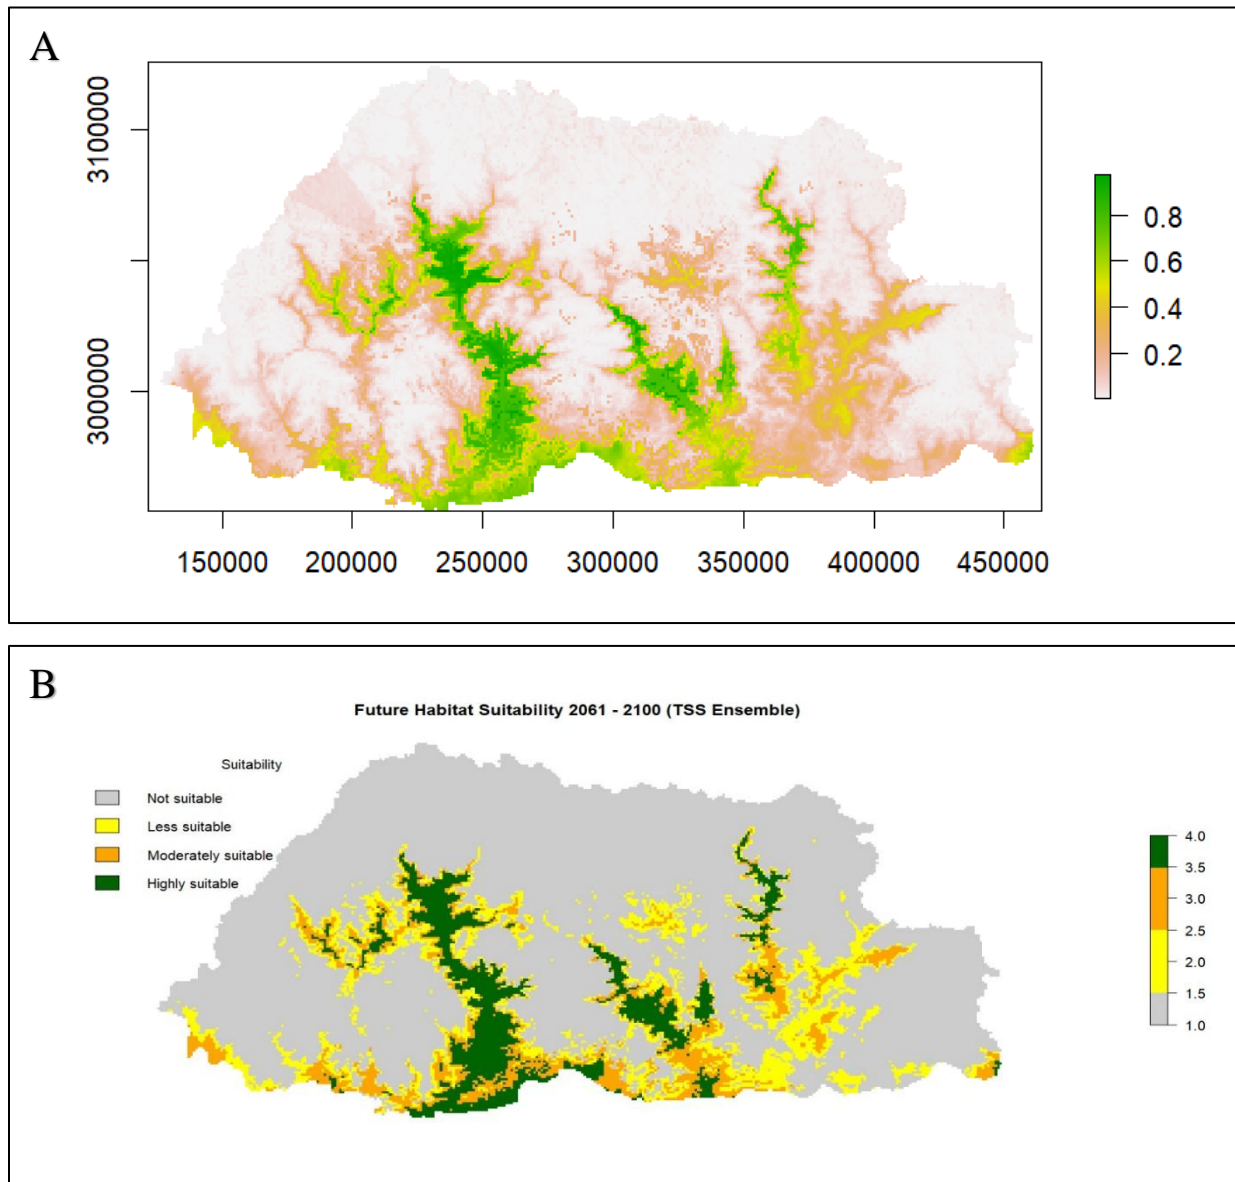 A
3100000
3000000
0.8
0.6
0.4
0.2
150000 200000 250000 300000 350000 400000 450000
B
Future Habitat Suitability 2061 - 2100 (TSS Ensemble)
Suitability
Not suitable
Less suitable
Moderately suitable
Highly suitable
4.0
3.5
3.0
2.5
2.0
1.5
1.0